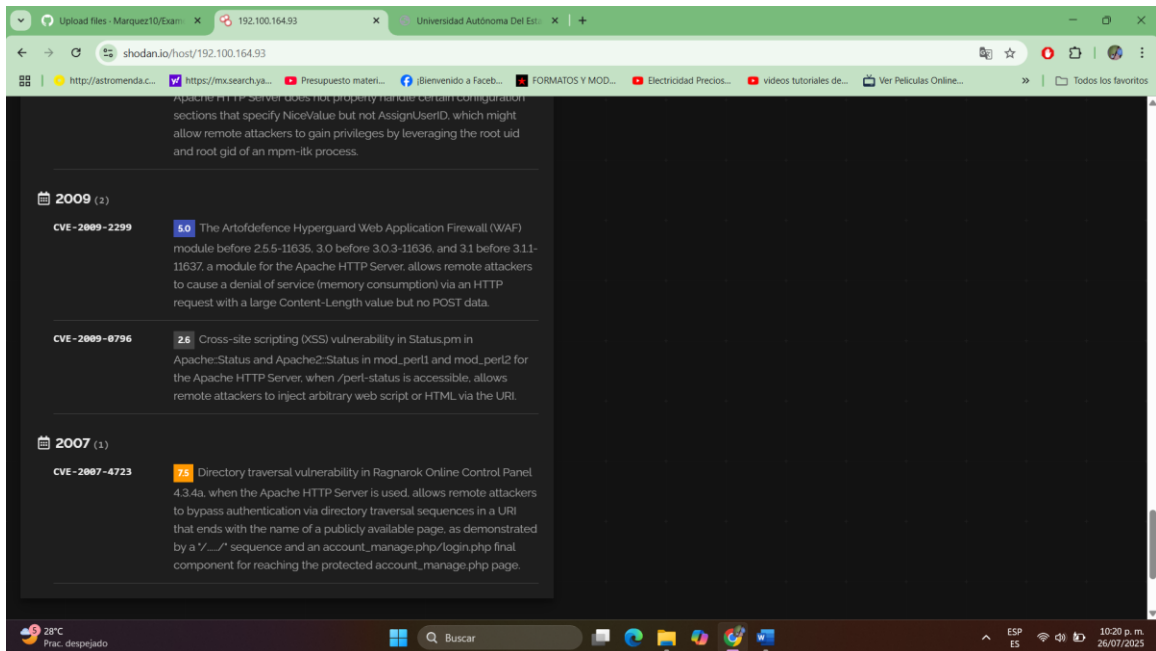 Upload files · Marquez10/Exam
192.100.164.93
Universidad Autónoma Del Esta
shodan.io/host/192.100.164.93
http://astromenda.c...
https://mx.search.ya...
Presupuesto materi...
¡Bienvenido a Faceb...
FORMATOS Y MOD...
Electricidad Precios...
videos tutoriales de...
Ver Peliculas Online...
»
Todos los favoritos
Apache HTTP Server does not properly handle certain configuration
sections that specify NiceValue but not AssignUserID, which might
allow remote attackers to gain privileges by leveraging the root uid
and root gid of an mpm-itk process.
2009 (2)
CVE-2009-2299
5.0 The Artofdefence Hyperguard Web Application Firewall (WAF)
module before 2.5.5-11635, 3.0 before 3.0.3-11636, and 3.1 before 3.1.1-
11637, a module for the Apache HTTP Server, allows remote attackers
to cause a denial of service (memory consumption) via an HTTP
request with a large Content-Length value but no POST data.
CVE-2009-0796
2.6 Cross-site scripting (XSS) vulnerability in Status.pm in
Apache::Status and Apache2::Status in mod_perl1 and mod_perl2 for
the Apache HTTP Server, when /perl-status is accessible, allows
remote attackers to inject arbitrary web script or HTML via the URI.
2007 (1)
CVE-2007-4723
7.5 Directory traversal vulnerability in Ragnarok Online Control Panel
4.3.4a, when the Apache HTTP Server is used, allows remote attackers
to bypass authentication via directory traversal sequences in a URI
that ends with the name of a publicly available page, as demonstrated
by a "/...../" sequence and an account_manage.php/login.php final
component for reaching the protected account_manage.php page.
5
28°C
Prac. despejado
Buscar
ESP
ES
10:20 p. m.
26/07/2025